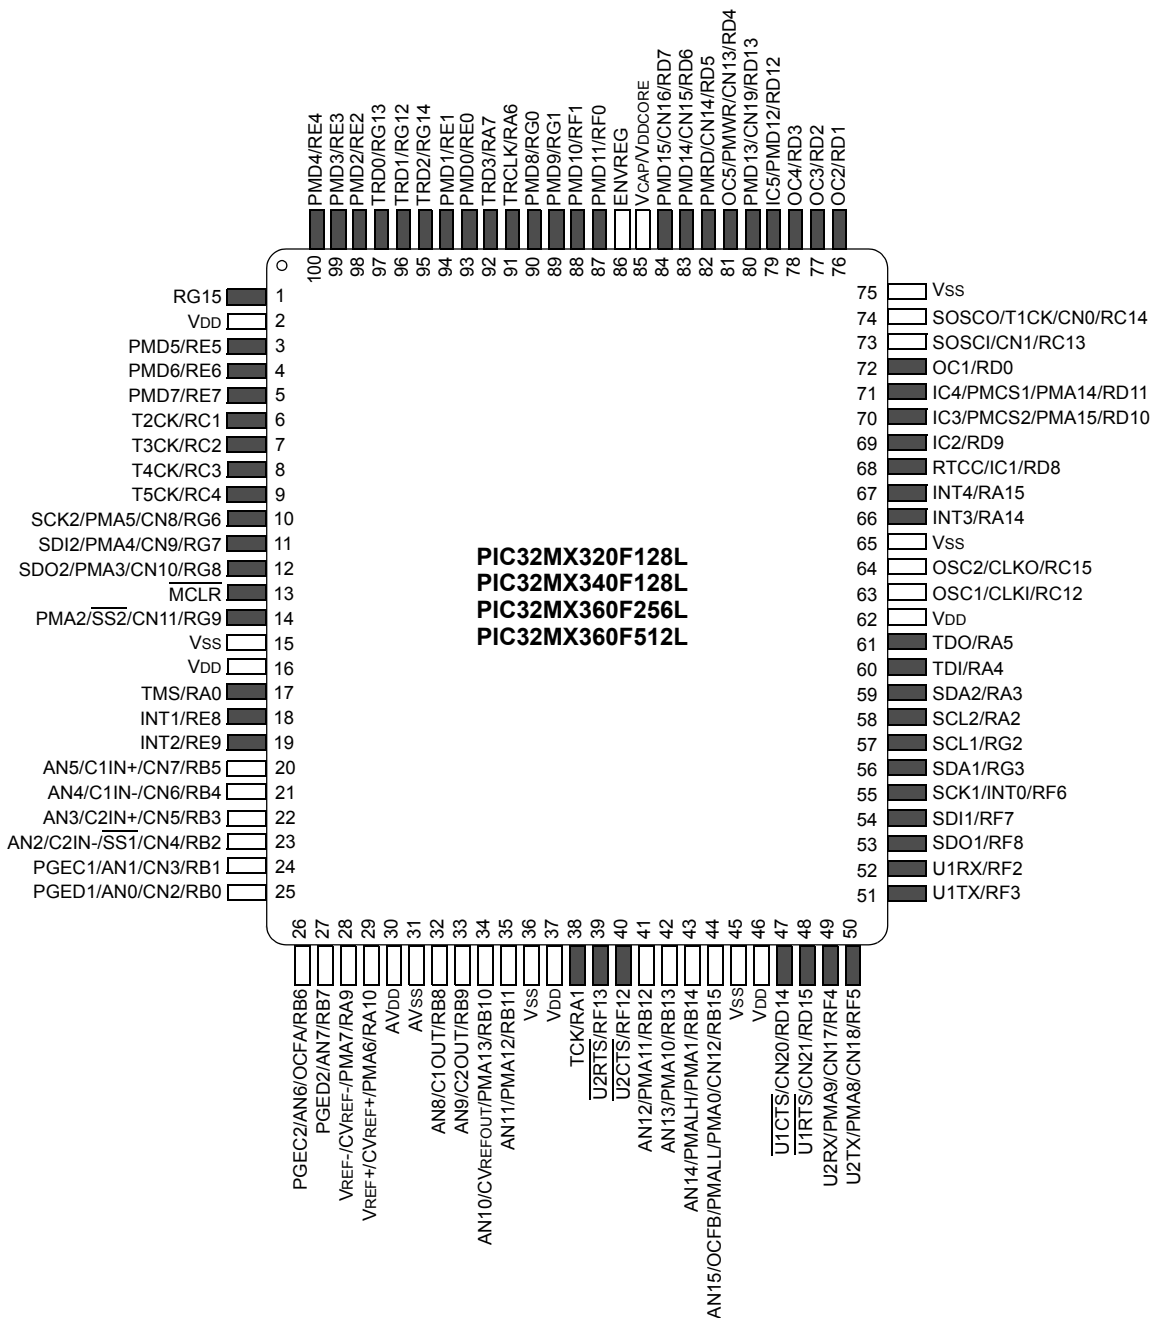 PMD4/RE4
PMD3/RE3
PMD2/RE2
TRD0/RG13
TRD1/RG12
TRD2/RG14
PMD1/RE1
PMD0/RE0
TRD3/RA7
TRCLK/RA6
PMD8/RG0
PMD9/RG1
PMD10/RF1
PMD11/RF0
ENVREG
VCAP/VDDCORE
PMD15/CN16/RD7
PMD14/CN15/RD6
PMRD/CN14/RD5
OC5/PMWR/CN13/RD4
PMD13/CN19/RD13
IC5/PMD12/RD12
OC4/RD3
OC3/RD2
OC2/RD1
100
99
98
97
96
95
94
93
92
91
90
89
88
87
86
85
84
83
82
81
80
79
78
77
76
RG15 1
VDD 2
PMD5/RE5 3
PMD6/RE6 4
PMD7/RE7 5
T2CK/RC1 6
T3CK/RC2 7
T4CK/RC3 8
T5CK/RC4 9
SCK2/PMA5/CN8/RG6 10
SDI2/PMA4/CN9/RG7 11
SDO2/PMA3/CN10/RG8 12
MCLR 13
PMA2/SS2/CN11/RG9 14
VSS 15
VDD 16
TMS/RA0 17
INT1/RE8 18
INT2/RE9 19
AN5/C1IN+/CN7/RB5 20
AN4/C1IN-/CN6/RB4 21
AN3/C2IN+/CN5/RB3 22
AN2/C2IN-/SS1/CN4/RB2 23
PGEC1/AN1/CN3/RB1 24
PGED1/AN0/CN2/RB0 25
PIC32MX320F128L
PIC32MX340F128L
PIC32MX360F256L
PIC32MX360F512L
75 VSS
74 SOSCO/T1CK/CN0/RC14
73 SOSCI/CN1/RC13
72 OC1/RD0
71 IC4/PMCS1/PMA14/RD11
70 IC3/PMCS2/PMA15/RD10
69 IC2/RD9
68 RTCC/IC1/RD8
67 INT4/RA15
66 INT3/RA14
65 VSS
64 OSC2/CLKO/RC15
63 OSC1/CLKI/RC12
62 VDD
61 TDO/RA5
60 TDI/RA4
59 SDA2/RA3
58 SCL2/RA2
57 SCL1/RG2
56 SDA1/RG3
55 SCK1/INT0/RF6
54 SDI1/RF7
53 SDO1/RF8
52 U1RX/RF2
51 U1TX/RF3
26
27
28
29
30
31
32
33
34
35
36
37
38
39
40
41
42
43
44
45
46
47
48
49
50
PGEC2/AN6/OCFA/RB6
PGED2/AN7/RB7
VREF-/CVREF-/PMA7/RA9
VREF+/CVREF+/PMA6/RA10
AVDD
AVSS
AN8/C1OUT/RB8
AN9/C2OUT/RB9
AN10/CVREFOUT/PMA13/RB10
AN11/PMA12/RB11
VSS
VDD
TCK/RA1
U2RTS/RF13
U2CTS/RF12
AN12/PMA11/RB12
AN13/PMA10/RB13
AN14/PMALH/PMA1/RB14
AN15/OCFB/PMALL/PMA0/CN12/RB15
VSS
VDD
U1CTS/CN20/RD14
U1RTS/CN21/RD15
U2RX/PMA9/CN17/RF4
U2TX/PMA8/CN18/RF5